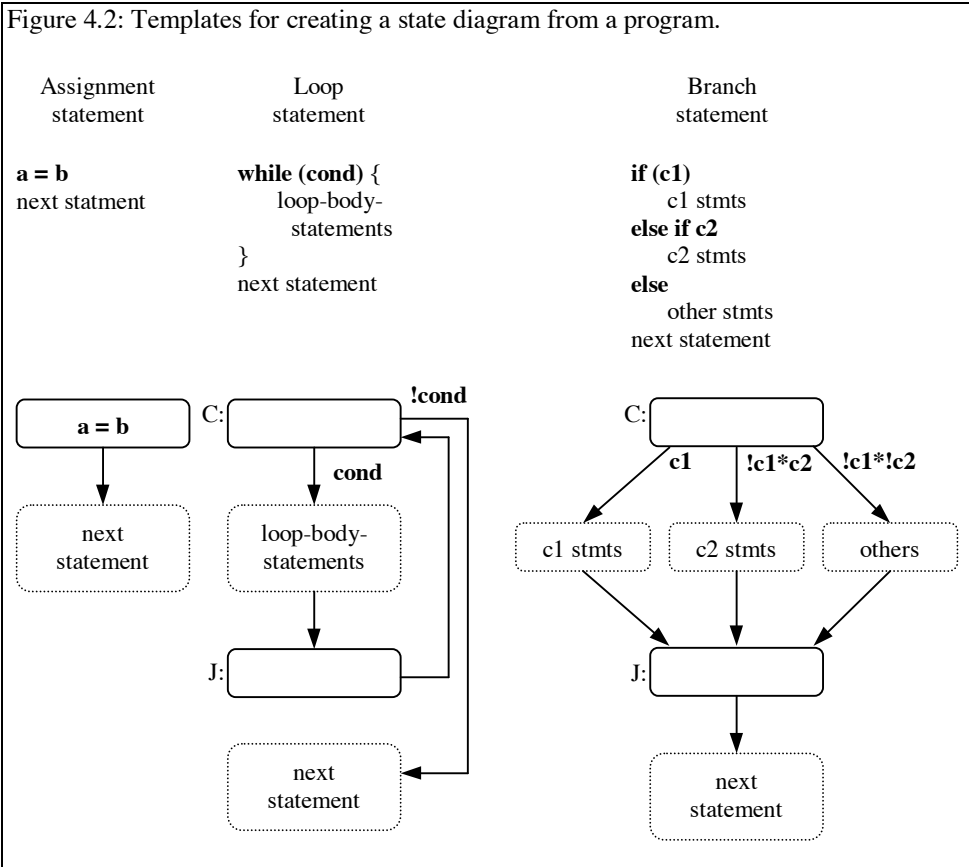 Figure 4.2: Templates for creating a state diagram from a program.
Assignment
statement
a = b
next statment
Loop
statement
while (cond) {
loop-body-
statements
}
next statement
Branch
statement
if (c1)
c1 stmts
else if c2
c2 stmts
else
other stmts
next statement
a = b
next
statement
C:
!cond
cond
loop-body-
statements
J:
next
statement
C:
c1
!c1*c2
!c1*!c2
c1 stmts
c2 stmts
others
J:
next
statement